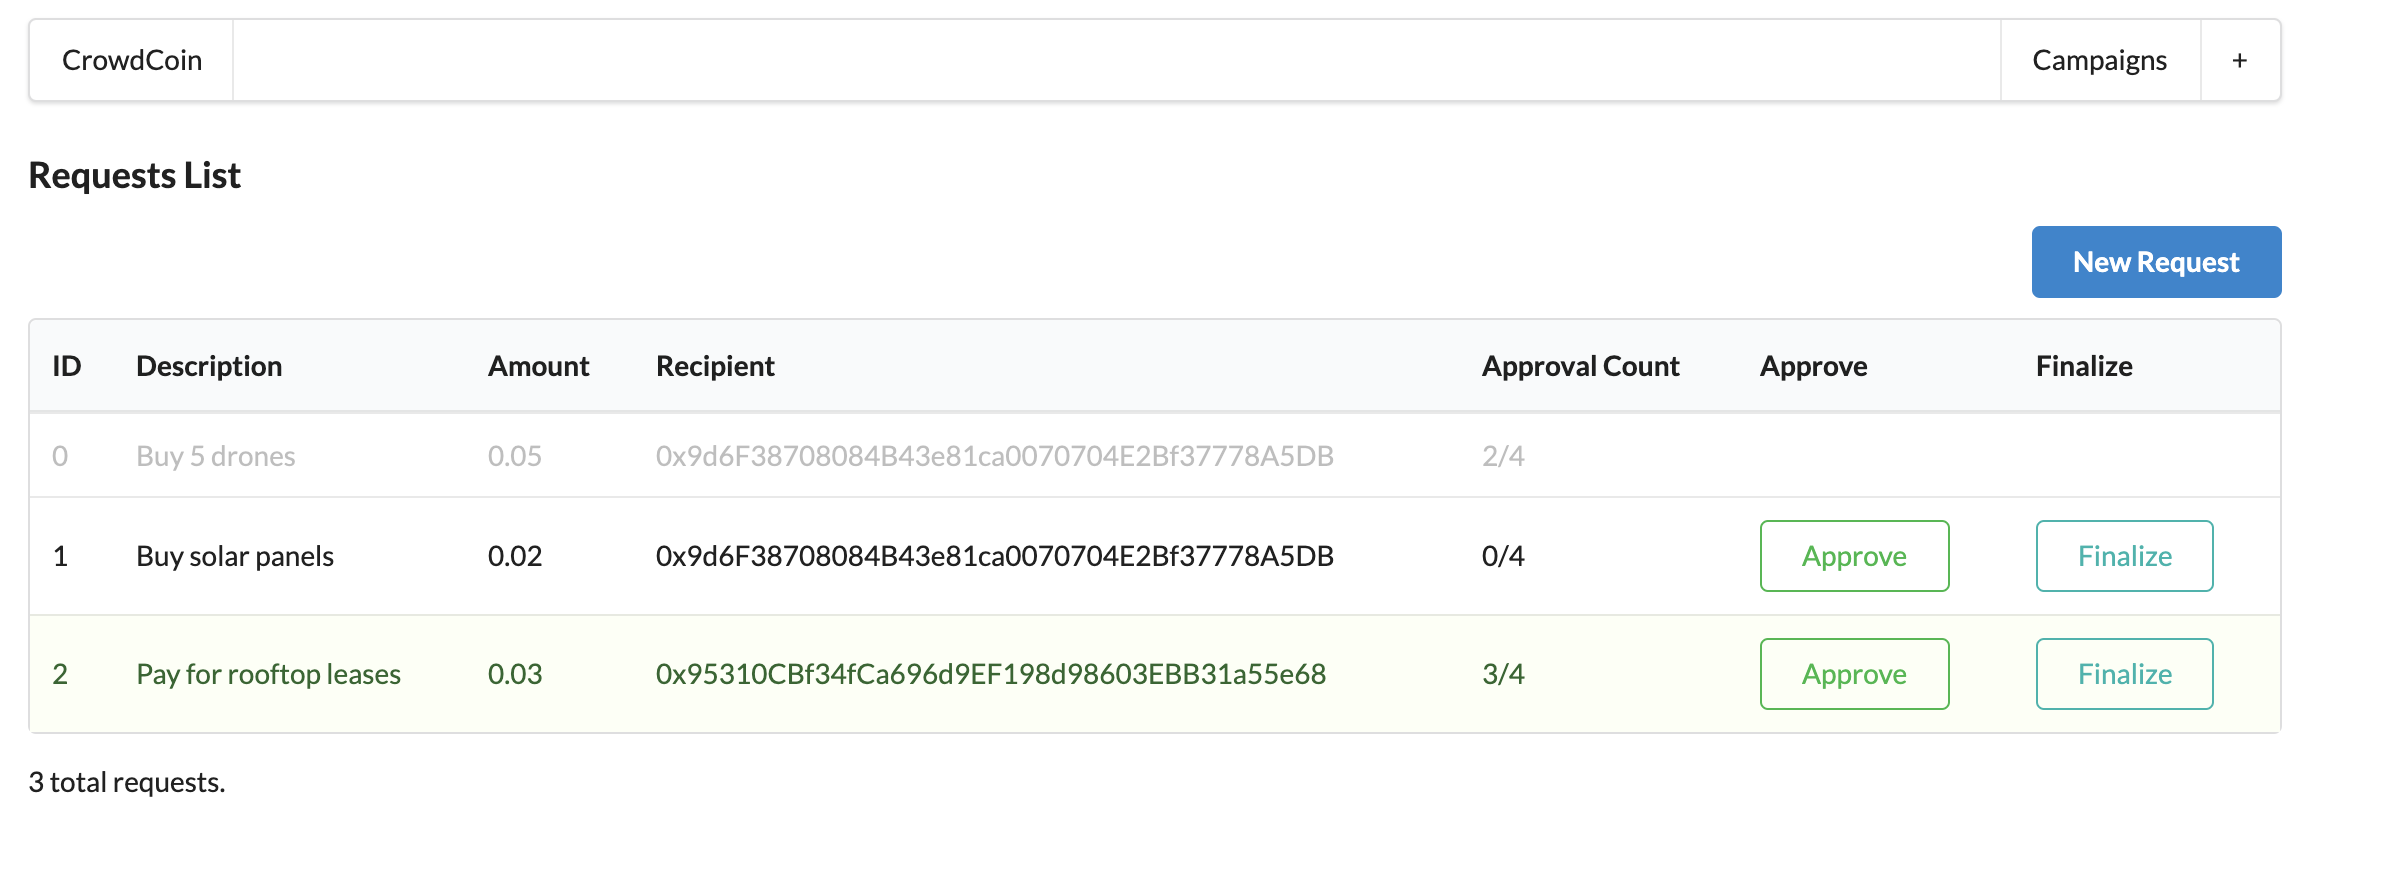 CrowdCoin Campaigns +
Requests List
New Request
ID Description Amount Recipient Approval Count Approve Finalize
0 Buy 5 drones 0.05 0x9d6F38708084B43e81ca0070704E2Bf37778A5DB 2/4
1 Buy solar panels 0.02 0x9d6F38708084B43e81ca0070704E2Bf37778A5DB 0/4 Approve Finalize
2 Pay for rooftop leases 0.03 0x95310CBf34fCa696d9EF198d98603EBB31a55e68 3/4 Approve Finalize
3 total requests.